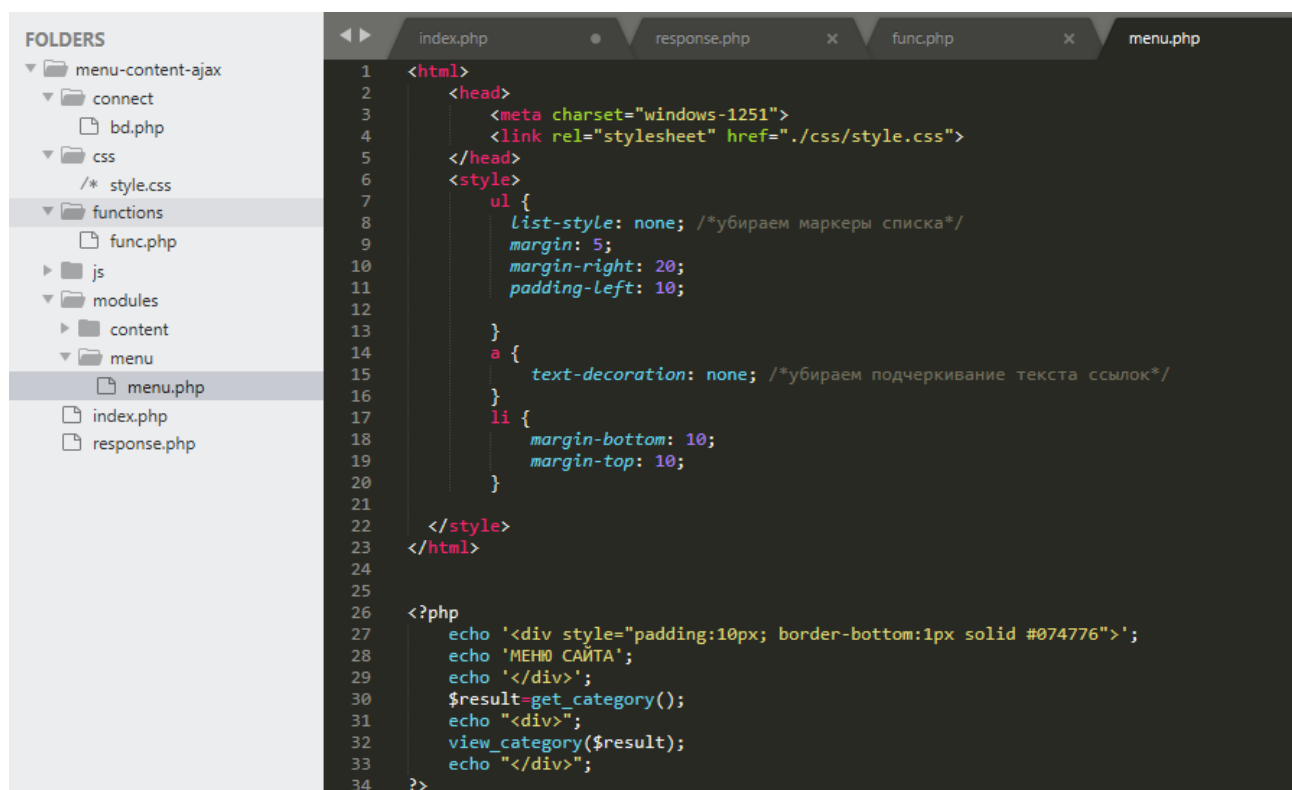 FOLDERS
menu-content-ajax
connect
bd.php
css
/* style.css
functions
func.php
js
modules
content
menu
menu.php
index.php
response.php
index.php response.php func.php menu.php
1 <html>
2 <head>
3 <meta charset="windows-1251">
4 <link rel="stylesheet" href="./css/style.css">
5 </head>
6 <style>
7 ul {
8 list-style: none; /*убираем маркеры списка*/
9 margin: 5;
10 margin-right: 20;
11 padding-left: 10;
12
13 }
14 a {
15 text-decoration: none; /*убираем подчеркивание текста ссылок*/
16 }
17 li {
18 margin-bottom: 10;
19 margin-top: 10;
20 }
21
22 </style>
23 </html>
24
25
26 <?php
27 echo '<div style="padding:10px; border-bottom:1px solid #074776">';
28 echo 'МЕНЮ САЙТА';
29 echo '</div>';
30 $result=get_category();
31 echo "<div>";
32 view_category($result);
33 echo "</div>";
34 ?>